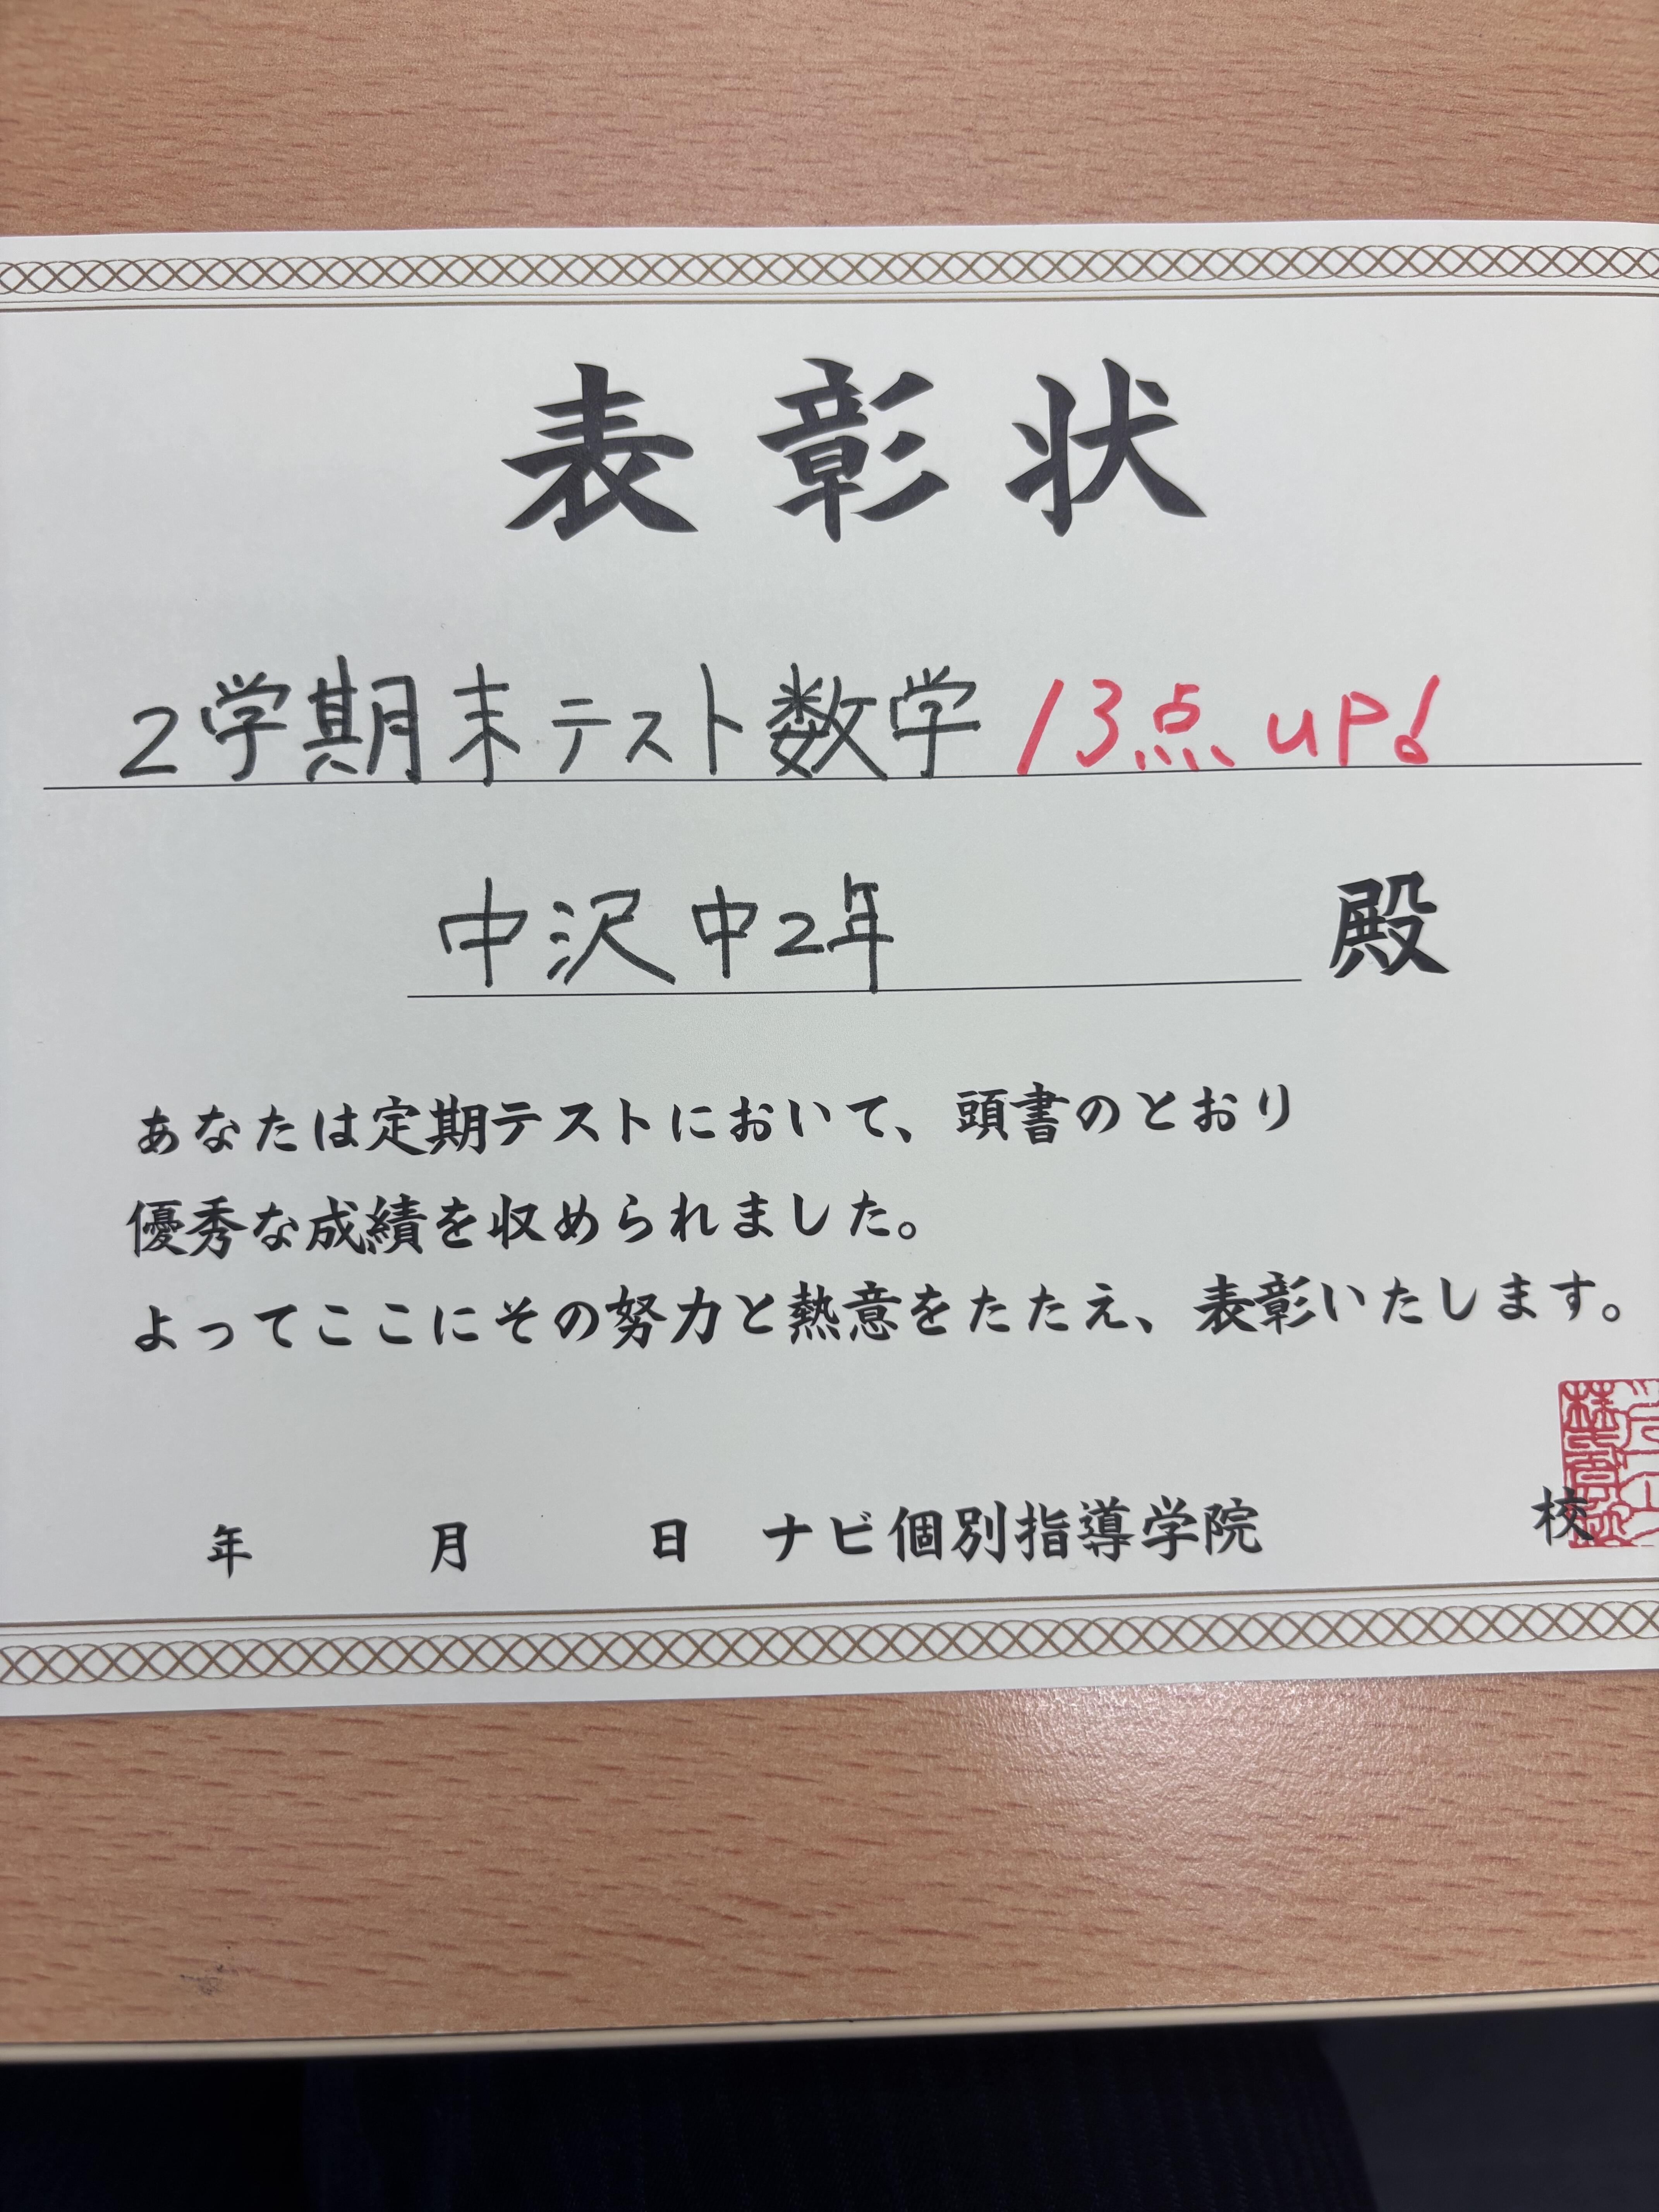 表彰状
2学期末テスト数学 13点up!
中沢中2年 殿
あなたは定期テストにおいて、頭書のとおり
優秀な成績を収められました。
よってここにその努力と熱意をたたえ、表彰いたします。
年 月 日 ナビ個別指導学院 校